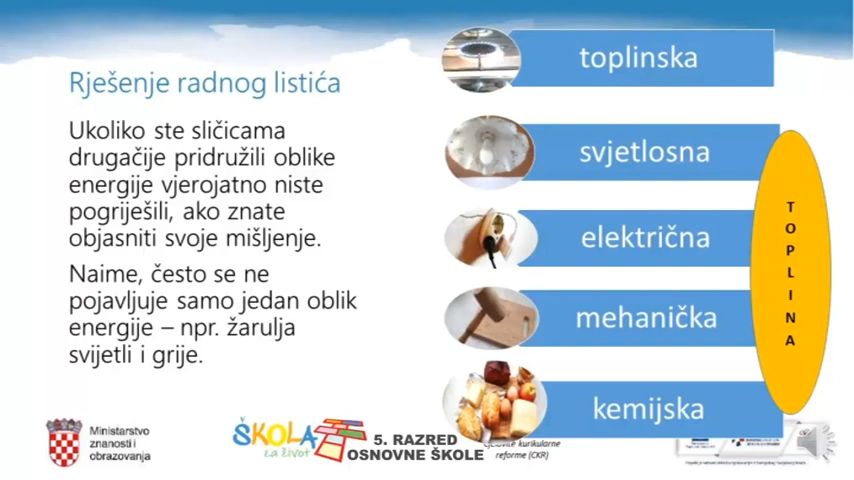 Rješenje radnog listića
Ukoliko ste sličicama
drugačije pridružili oblike
energije vjerojatno niste
pogriješili, ako znate
objasniti svoje mišljenje.
Naime, često se ne
pojavljuje samo jedan oblik
energije – npr. žarulja
svijetli i grije.
toplinska
svjetlosna
električna
mehanička
kemijska
TOPLINA
Ministarstvo
znanosti i
obrazovanja
ŠKOLA
za život
5. RAZRED
OSNOVNE ŠKOLE
kurikularne
reforme (CKR)